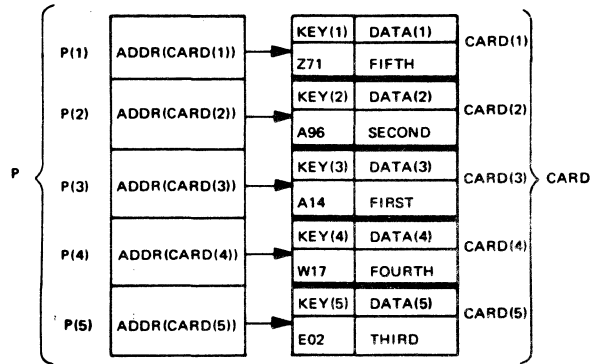 KEY(1) DATA(1)
P(1) ADDR(CARD(1)) CARD(1)
Z71 FIFTH
KEY(2) DATA(2)
P(2) ADDR(CARD(2)) CARD(2)
A96 SECOND
KEY(3) DATA(3)
P P(3) ADDR(CARD(3)) CARD(3) CARD
A14 FIRST
KEY(4) DATA(4)
P(4) ADDR(CARD(4)) CARD(4)
W17 FOURTH
KEY(5) DATA(5)
P(5) ADDR(CARD(5)) CARD(5)
E02 THIRD